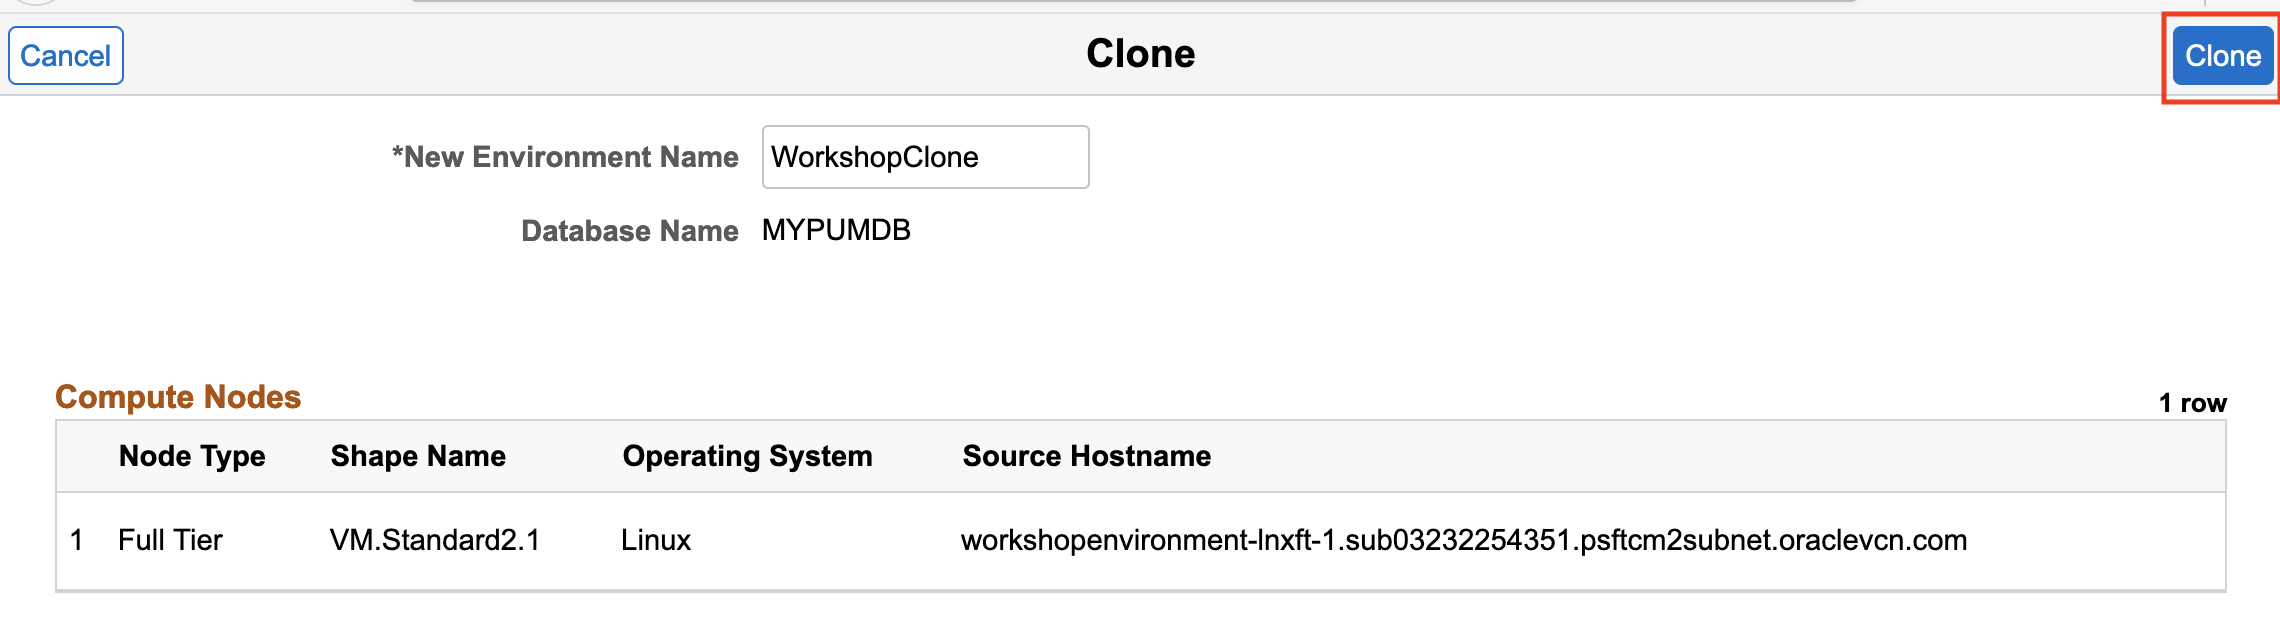 Cancel Clone Clone
*New Environment Name WorkshopClone
Database Name MYPUMDB
Compute Nodes 1 row
Node Type Shape Name Operating System Source Hostname
1 Full Tier VM.Standard2.1 Linux workshopenvironment-lnxft-1.sub03232254351.psftcm2subnet.oraclevcn.com